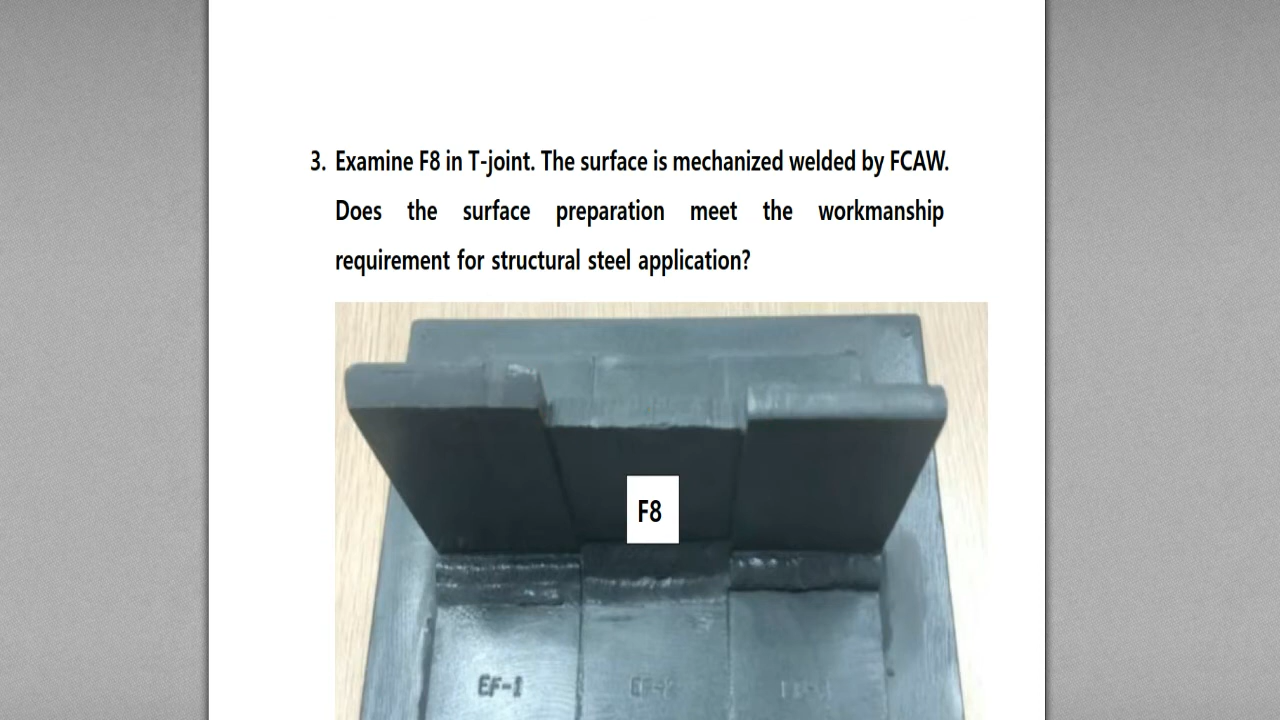 3. Examine F8 in T-joint. The surface is mechanized welded by FCAW.
Does the surface preparation meet the workmanship
requirement for structural steel application?
F8
EF-1